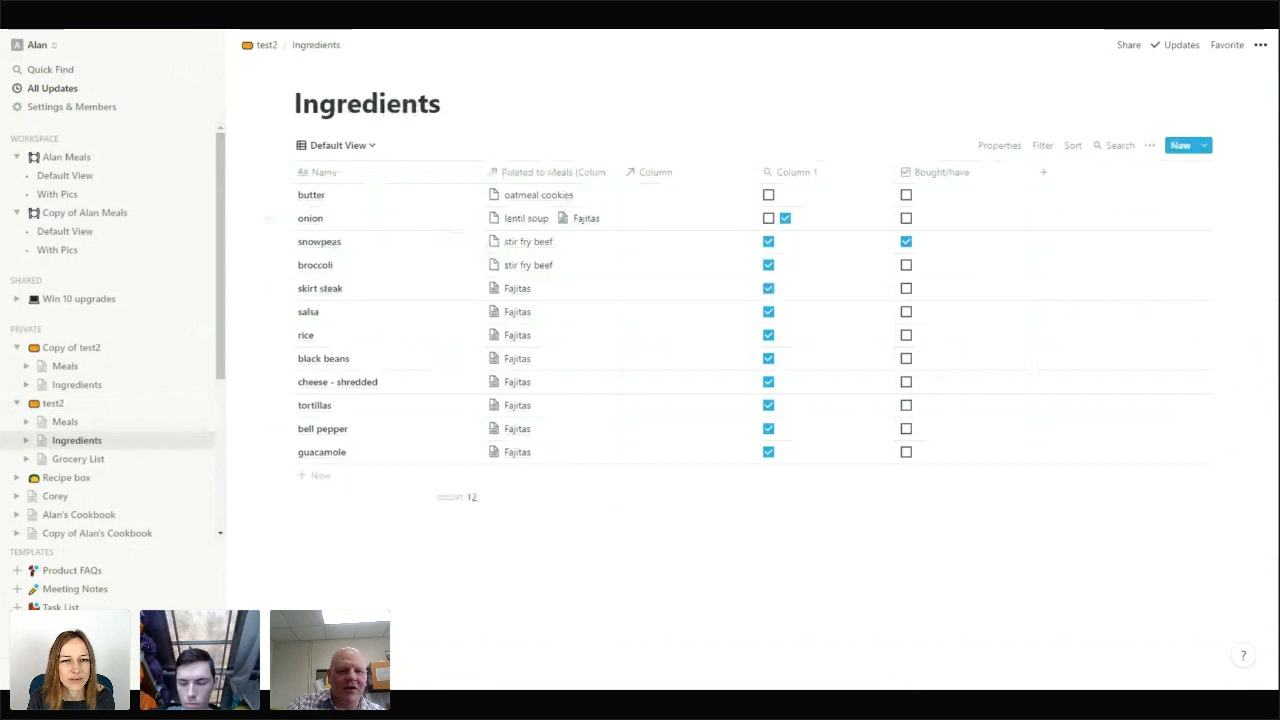 A Alan
Quick Find
All Updates
Settings & Members
WORKSPACE
Alan Meals
Default View
With Pics
Copy of Alan Meals
Default View
With Pics
SHARED
Win 10 upgrades
PRIVATE
Copy of test2
Meals
Ingredients
test2
Meals
Ingredients
Grocery List
Recipe box
Corey
Alan's Cookbook
Copy of Alan's Cookbook
TEMPLATES
Product FAQs
Meeting Notes
Task List
test2 / Ingredients
Share Updates Favorite
Ingredients
Default View
Properties Filter Sort Search New
Aa Name Related to Meals (Colum Column Column 1 Bought/have
butter oatmeal cookies
onion lentil soup Fajitas
snowpeas stir fry beef
broccoli stir fry beef
skirt steak Fajitas
salsa Fajitas
rice Fajitas
black beans Fajitas
cheese - shredded Fajitas
tortillas Fajitas
bell pepper Fajitas
guacamole Fajitas
+ New
COUNT 12
?